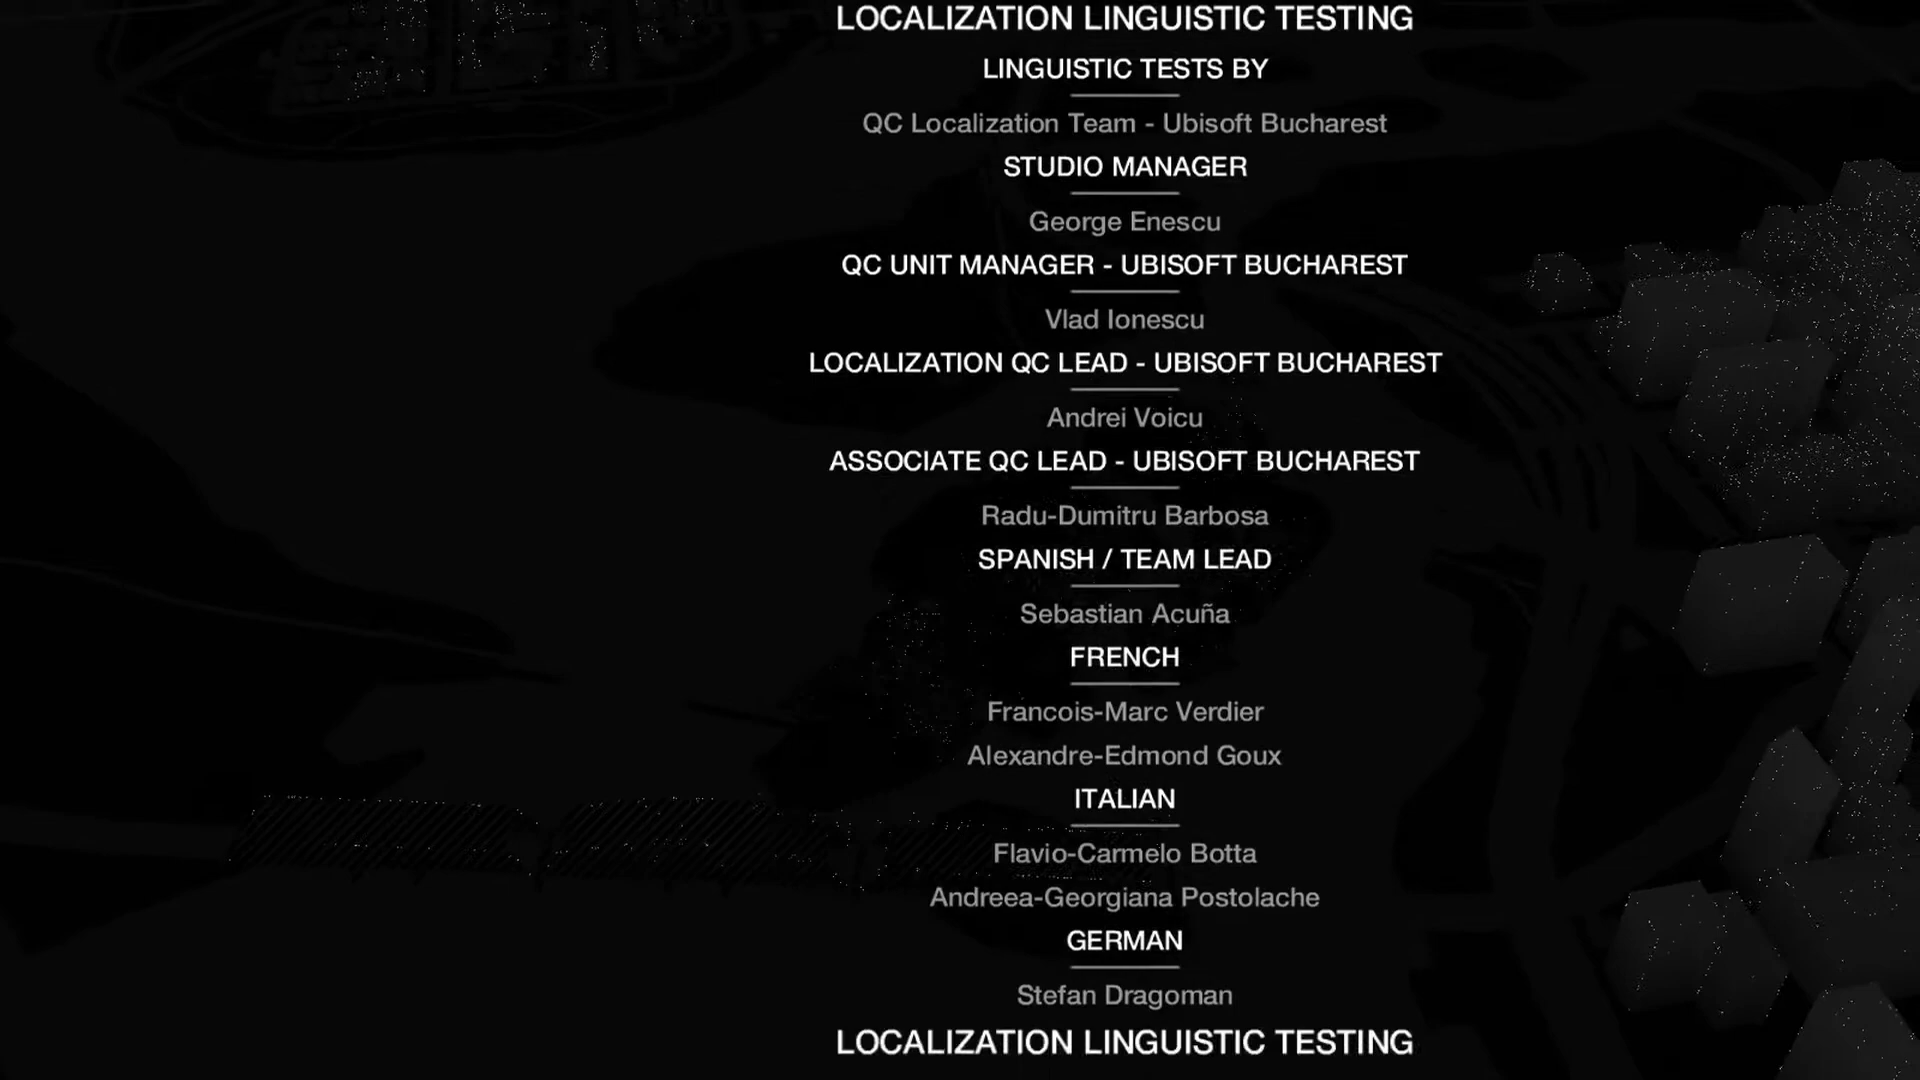 LOCALIZATION LINGUISTIC TESTING
LINGUISTIC TESTS BY
QC Localization Team - Ubisoft Bucharest
STUDIO MANAGER
George Enescu
QC UNIT MANAGER - UBISOFT BUCHAREST
Vlad Ionescu
LOCALIZATION QC LEAD - UBISOFT BUCHAREST
Andrei Voicu
ASSOCIATE QC LEAD - UBISOFT BUCHAREST
Radu-Dumitru Barbosa
SPANISH / TEAM LEAD
Sebastian Acuña
FRENCH
Francois-Marc Verdier
Alexandre-Edmond Goux
ITALIAN
Flavio-Carmelo Botta
Andreea-Georgiana Postolache
GERMAN
Stefan Dragoman
LOCALIZATION LINGUISTIC TESTING